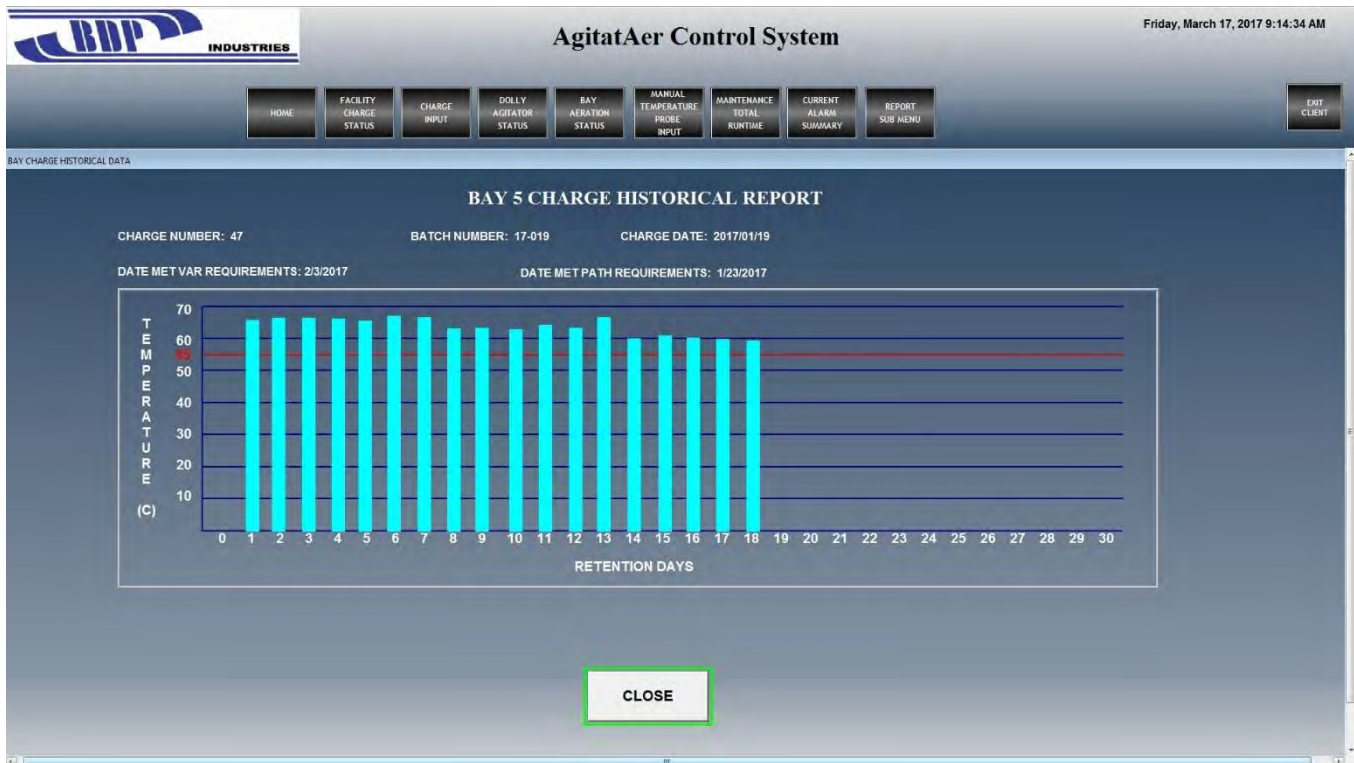 BDP INDUSTRIES
AgitatAer Control System
Friday, March 17, 2017 9:14:34 AM
HOME
FACILITY
CHARGE
STATUS
CHARGE
INPUT
DOLLY
AGITATOR
STATUS
BAY
AERATION
STATUS
MANUAL
TEMPERATURE
PROBE
INPUT
MAINTENANCE
TOTAL
RUNTIME
CURRENT
ALARM
SUMMARY
REPORT
SUB MENU
EXIT
CLIENT
BAY CHARGE HISTORICAL DATA
BAY 5 CHARGE HISTORICAL REPORT
CHARGE NUMBER: 47 BATCH NUMBER: 17-019 CHARGE DATE: 2017/01/19
DATE MET VAR REQUIREMENTS: 2/3/2017 DATE MET PATH REQUIREMENTS: 1/23/2017
TEMPERATURE
(C)
70
60
55
50
40
30
20
10
0 1 2 3 4 5 6 7 8 9 10 11 12 13 14 15 16 17 18 19 20 21 22 23 24 25 26 27 28 29 30
RETENTION DAYS
CLOSE